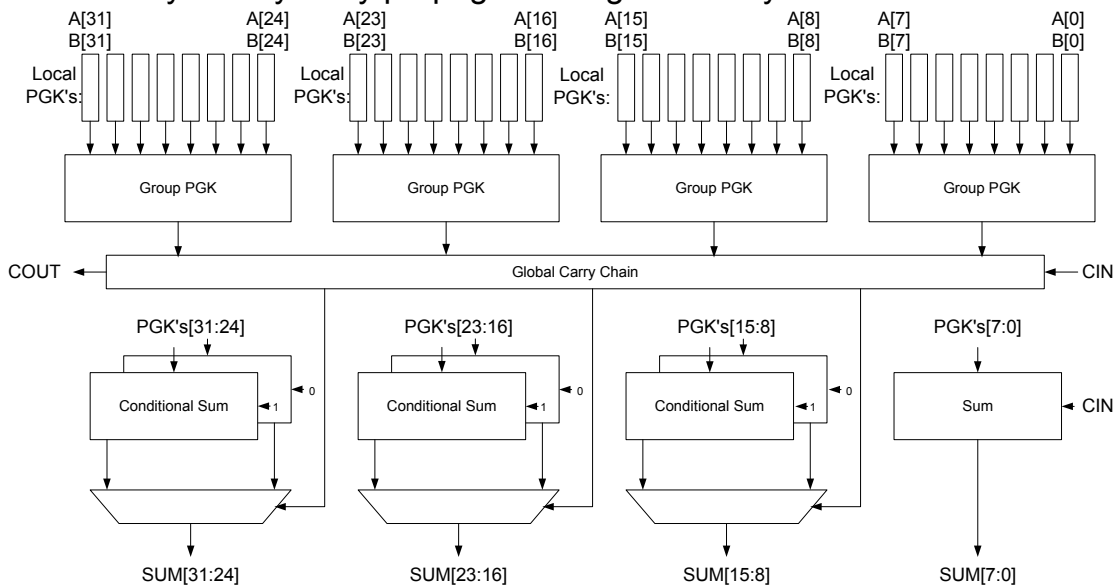 A[31] A[24] A[23] A[16] A[15] A[8] A[7] A[0]
B[31] B[24] B[23] B[16] B[15] B[8] B[7] B[0]
Local Local Local Local
PGK's: PGK's: PGK's: PGK's:
Group PGK Group PGK Group PGK Group PGK
COUT Global Carry Chain CIN
PGK's[31:24] PGK's[23:16] PGK's[15:8] PGK's[7:0]
0 0 0
Conditional Sum 1 Conditional Sum 1 Conditional Sum 1 Sum CIN
SUM[31:24] SUM[23:16] SUM[15:8] SUM[7:0]